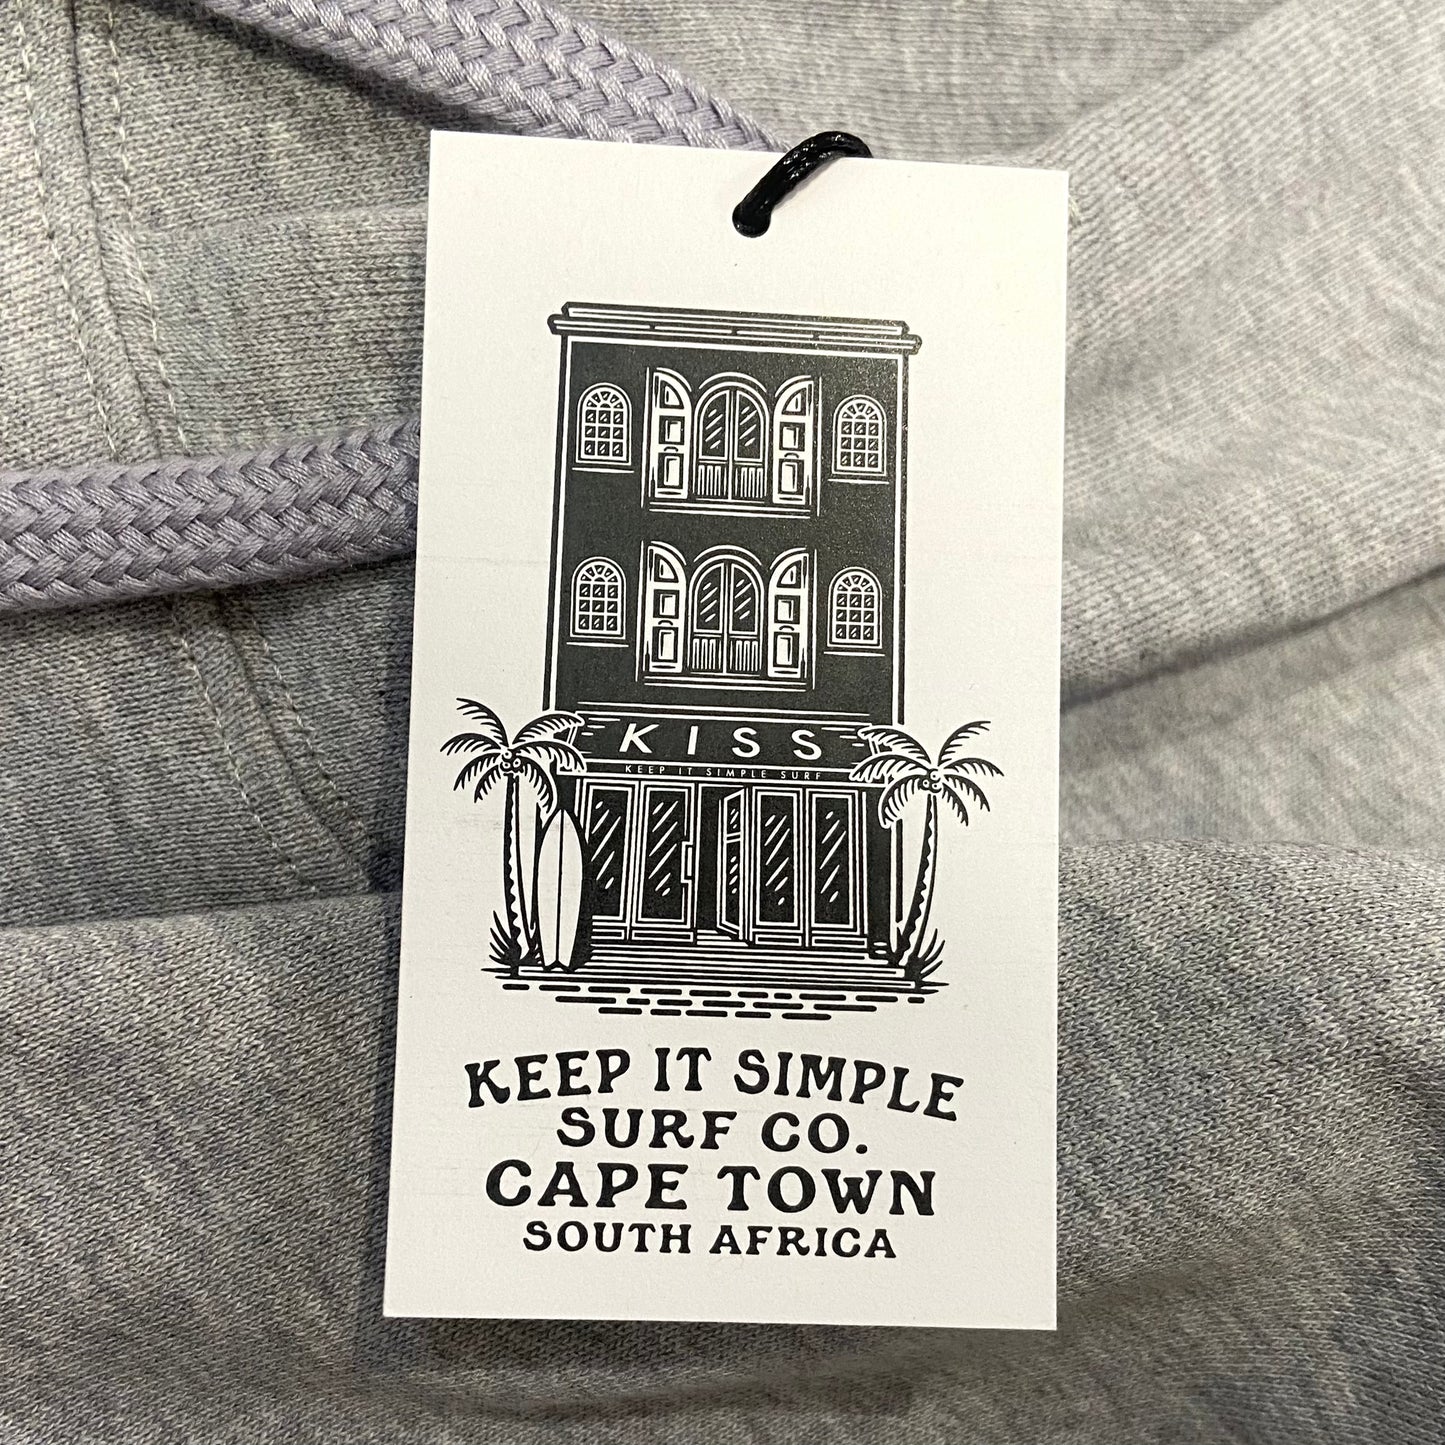 KISS
KEEP IT SIMPLE SURF
KEEP IT SIMPLE
SURF CO.
CAPE TOWN
SOUTH AFRICA